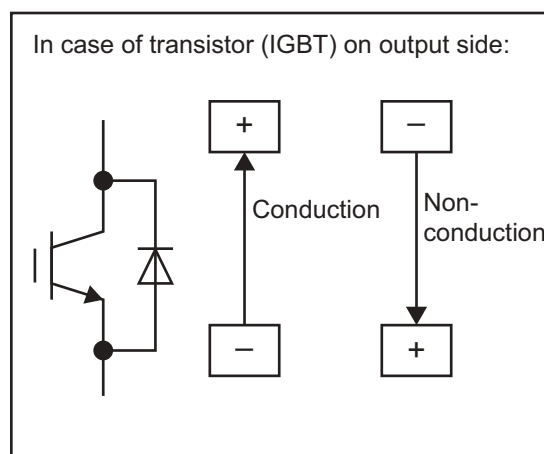 In case of transistor (IGBT) on output side:
+
–
Conduction
Non-
conduction
–
+